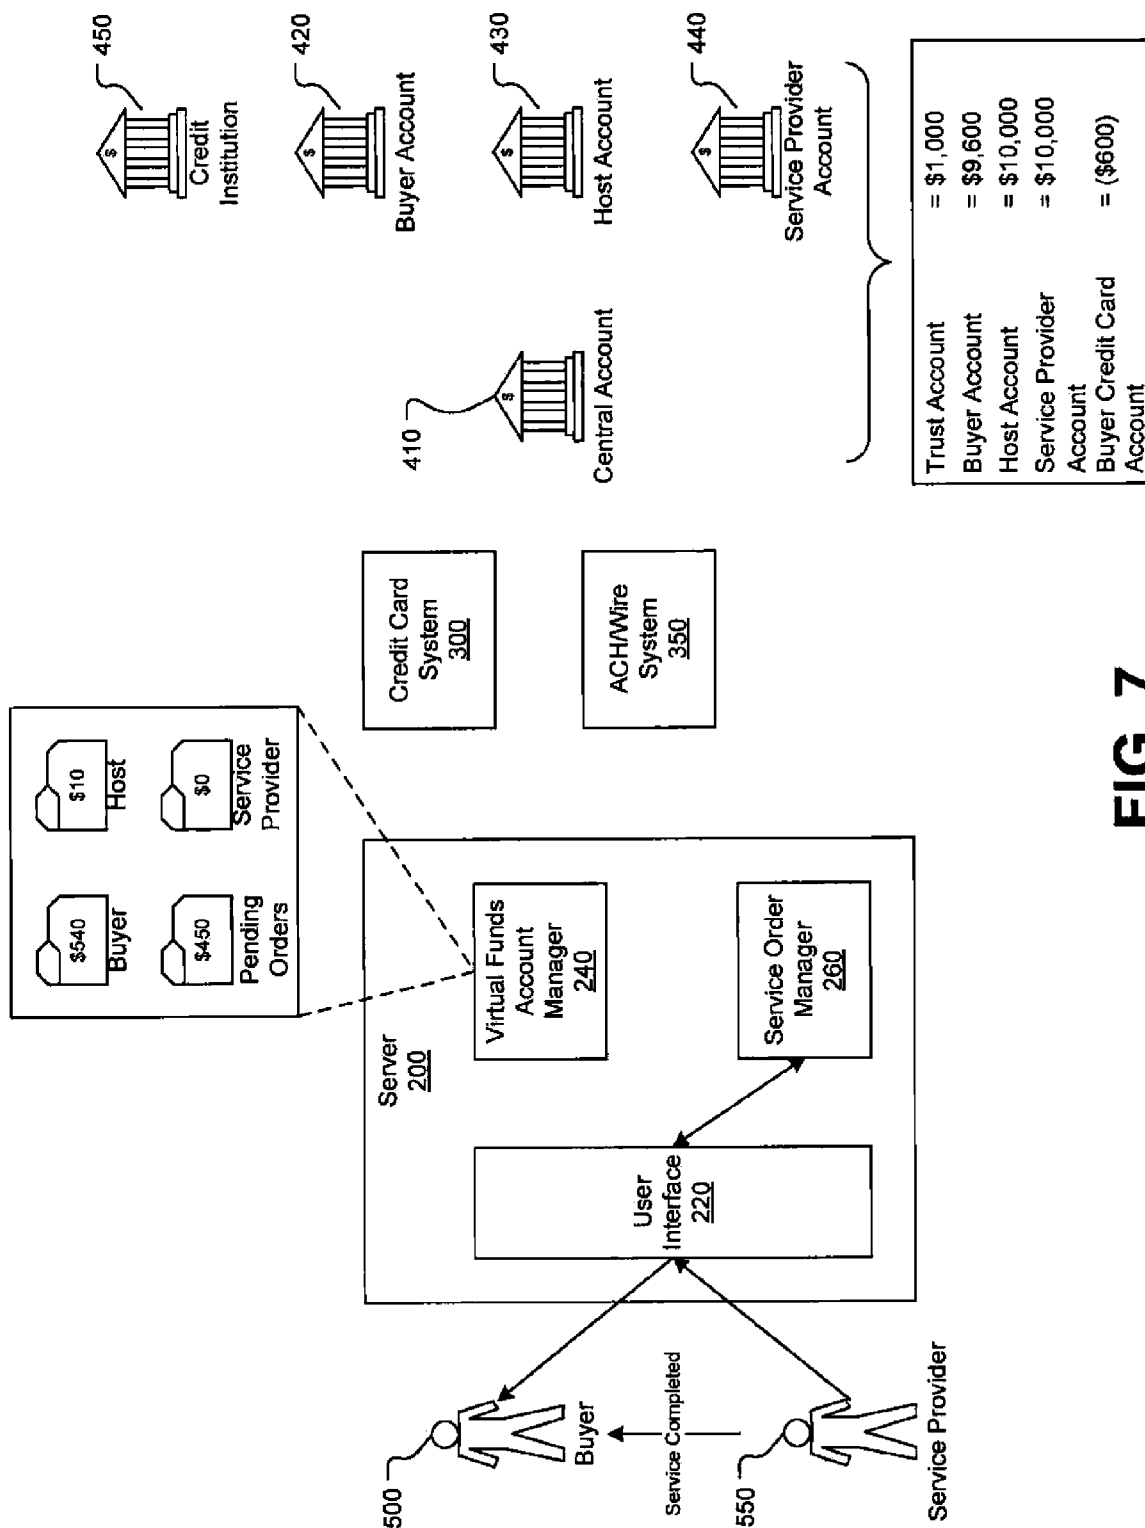 $540
Buyer
$10
Host
$450
Pending
Orders
$0
Service
Provider
450
$
Credit
Institution
420
$
Buyer Account
430
$
Host Account
440
$
Service Provider
Account
410
$
Central Account
Credit Card
System
300
ACH/Wire
System
350
Server
200
Virtual Funds
Account
Manager
240
Service Order
Manager
260
User
Interface
220
500
Buyer
Service Completed
550
Service Provider
Trust Account = $1,000
Buyer Account = $9,600
Host Account = $10,000
Service Provider = $10,000
Account
Buyer Credit Card = ($600)
Account
FIG. 7